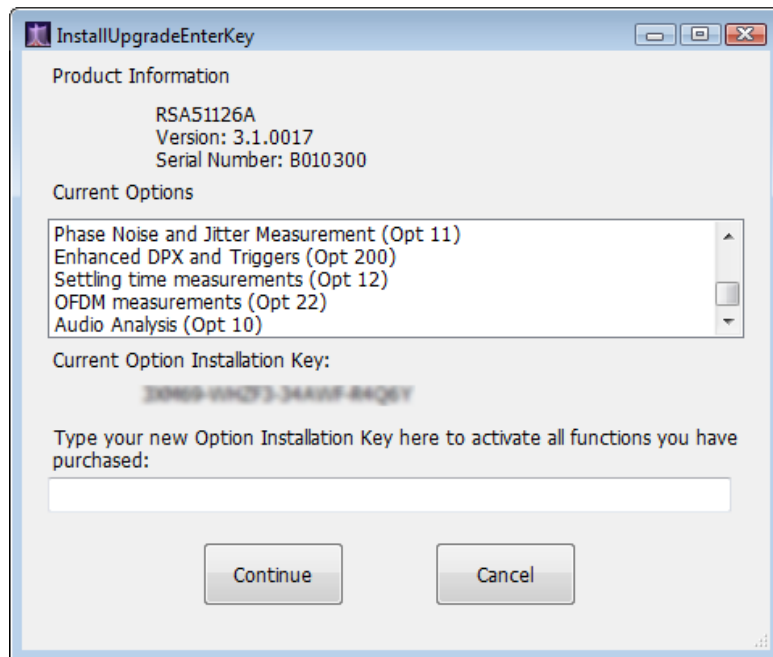 InstallUpgradeEnterKey
Product Information
RSA51126A
Version: 3.1.0017
Serial Number: B010300
Current Options
Phase Noise and Jitter Measurement (Opt 11)
Enhanced DPX and Triggers (Opt 200)
Settling time measurements (Opt 12)
OFDM measurements (Opt 22)
Audio Analysis (Opt 10)
Current Option Installation Key:
Type your new Option Installation Key here to activate all functions you have
purchased:
Continue
Cancel